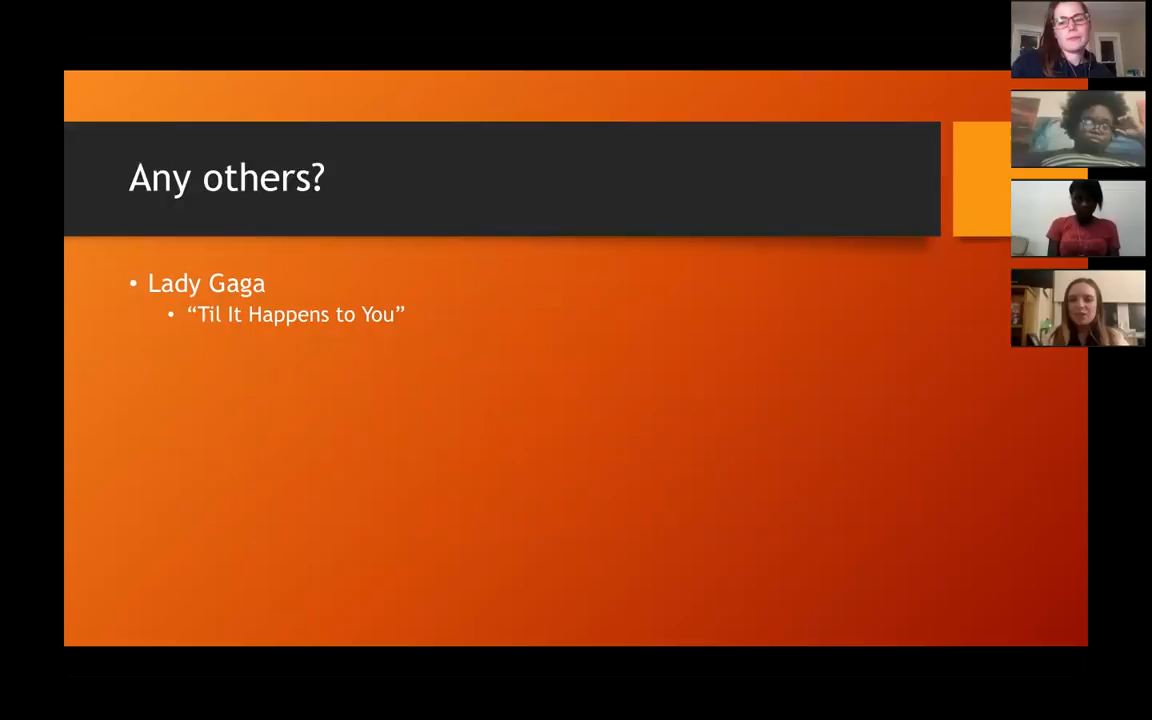 Any others?
• Lady Gaga
• “Til It Happens to You”